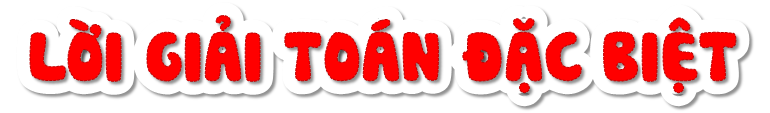 LỜI GIẢI TOÁN ĐẶC BIỆT